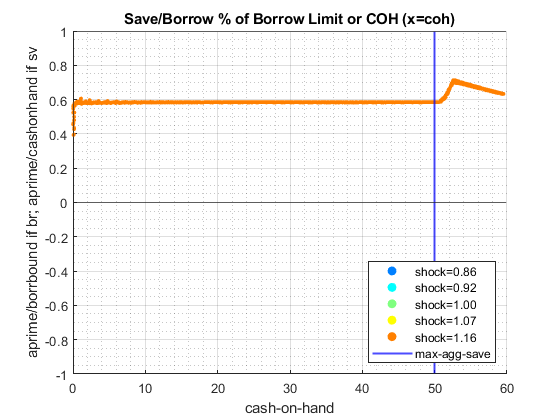 Save/Borrow % of Borrow Limit or COH (x=coh)
aprime/borrbound if br; aprime/cashonhand if sv
1
0.8
0.6
0.4
0.2
0
-0.2
-0.4
-0.6
-0.8
-1
shock=0.86
shock=0.92
shock=1.00
shock=1.07
shock=1.16
max-agg-save
0 10 20 30 40 50 60
cash-on-hand